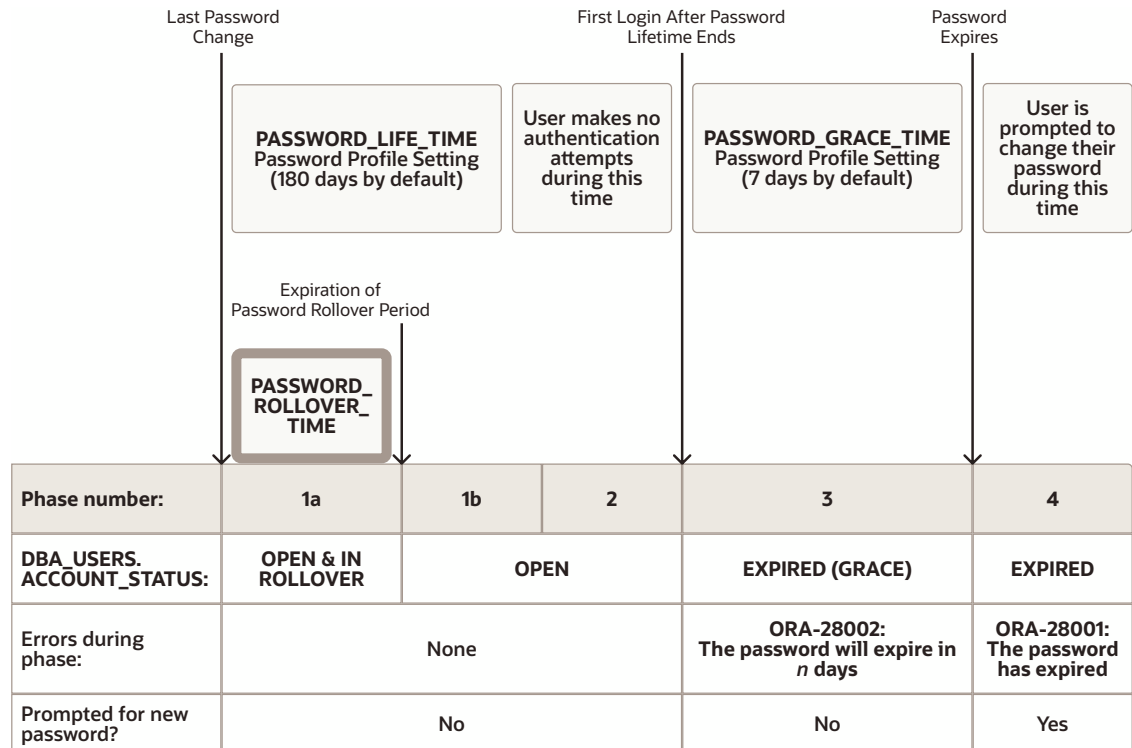 Last Password
Change
First Login After Password
Lifetime Ends
Password
Expires
PASSWORD_LIFE_TIME
Password Profile Setting
(180 days by default)
User makes no
authentication
attempts
during this
time
PASSWORD_GRACE_TIME
Password Profile Setting
(7 days by default)
User is
prompted to
change their
password
during this
time
Expiration of
Password Rollover Period
PASSWORD_
ROLLOVER_
TIME
Phase number:
1a
1b
2
3
4
DBA_USERS.
ACCOUNT_STATUS:
OPEN & IN
ROLLOVER
OPEN
EXPIRED (GRACE)
EXPIRED
Errors during
phase:
None
ORA-28002:
The password will expire in
n days
ORA-28001:
The password
has expired
Prompted for new
password?
No
No
Yes